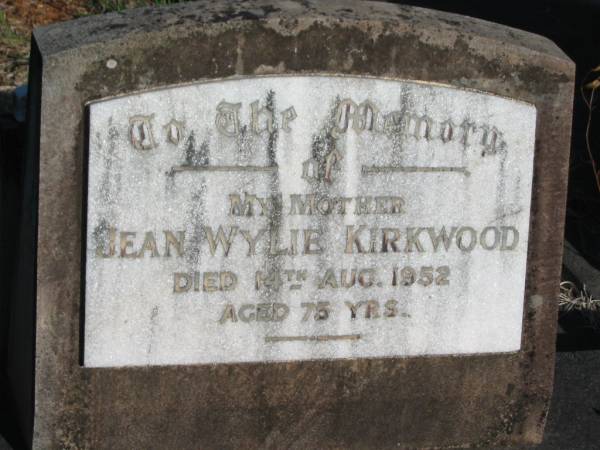 To The Memory
of
My Mother
Jean Wylie Kirkwood
Died 14th Aug. 1952
Aged 75 Yrs.